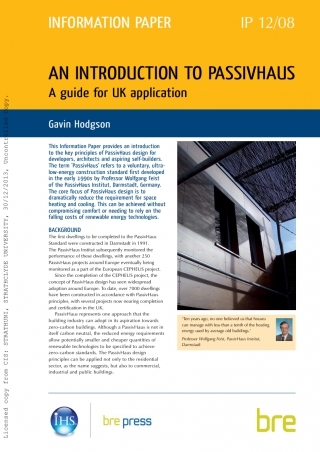 INFORMATION PAPER
IP 12/08
AN INTRODUCTION TO PASSIVHAUS
A guide for UK application
Gavin Hodgson
This Information Paper provides an introduction
to the key principles of PassivHaus design for
developers, architects and aspiring self-builders.
The term 'PassivHaus' refers to a voluntary, ultra-
low-energy construction standard first developed
in the early 1990s by Professor Wolfgang Feist
of the PassivHaus Institut, Darmstadt, Germany.
The core focus of PassivHaus design is to
dramatically reduce the requirement for space
heating and cooling. This can be achieved without
compromising comfort or needing to rely on the
falling costs of renewable energy technologies.
BACKGROUND
The first dwellings to be completed to the PassivHaus
Standard were constructed in Darmstadt in 1991.
The PassivHaus Institut subsequently monitored the
performance of these dwellings, with another 250
PassivHaus projects around Europe eventually being
monitored as a part of the European CEPHEUS project.
Since the completion of the CEPHEUS project, the
concept of PassivHaus design has seen widespread
adoption around Europe. To date, over 7000 dwellings
have been constructed in accordance with PassivHaus
principles, with several projects now nearing completion
and certification in the UK.
PassivHaus represents one approach that the
building industry can adopt in its aspiration towards
zero-carbon buildings. Although a PassivHaus is not in
itself carbon neutral, the reduced energy requirements
allow potentially smaller and cheaper quantities of
renewable technologies to be specified to achieve
zero-carbon standards. The PassivHaus design
principles can be applied not only to the residential
sector, as the name suggests, but also to commercial,
industrial and public buildings.
'Ten years ago, no one believed us that houses
can manage with less than a tenth of the heating
energy used by average old buildings.'
Professor Wolfgang Feist, PassivHaus Institut,
Darmstadt
IHS
bre press
bre
Licensed copy from CIS: STRATHUNI, STRATHCLYDE UNIVERSITY, 30/12/2013, Uncontrolled Copy.